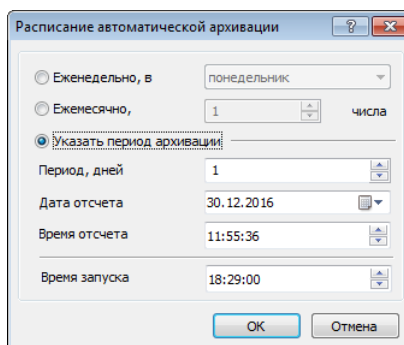 Расписание автоматической архивации
Еженедельно, в понедельник
Ежемесячно, 1 числа
Указать период архивации
Период, дней 1
Дата отсчета 30.12.2016
Время отсчета 11:55:36
Время запуска 18:29:00
OK Отмена